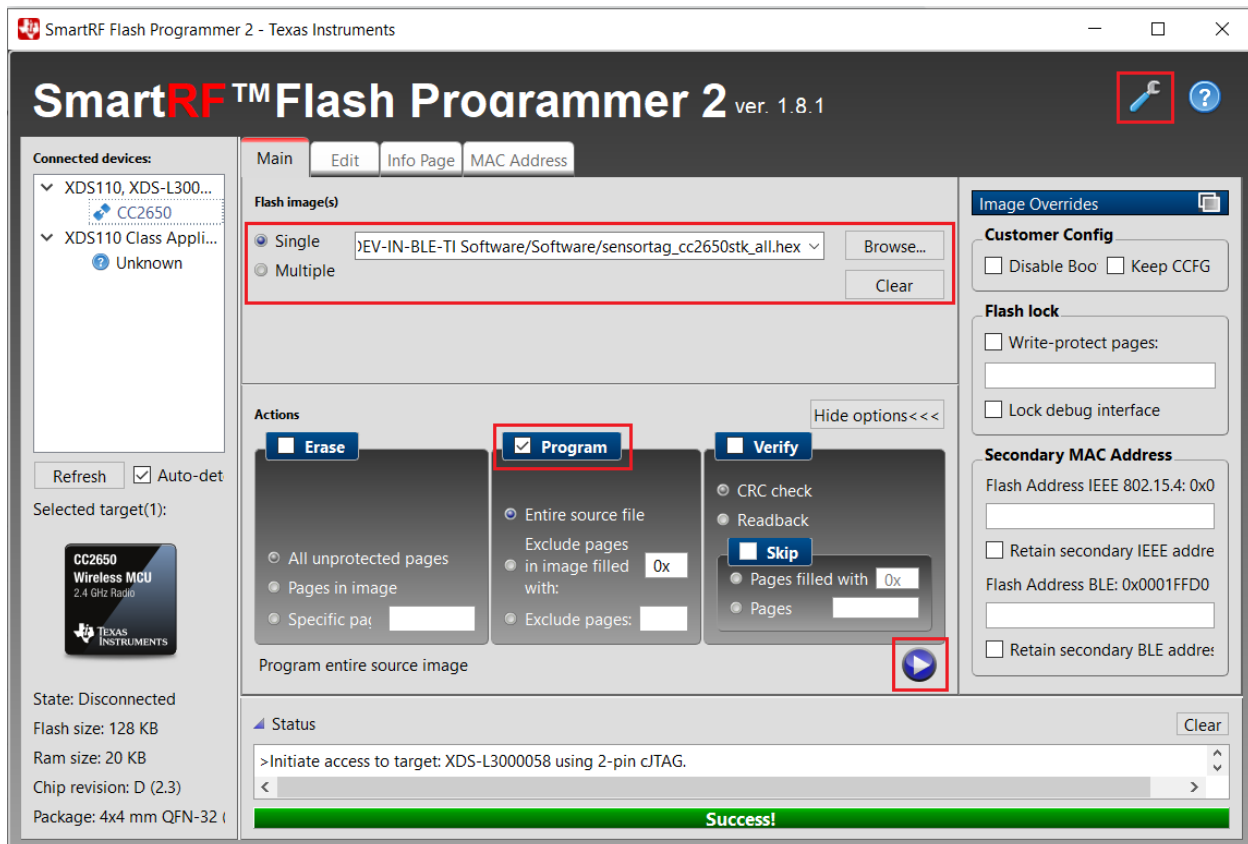 SmartRF Flash Programmer 2 - Texas Instruments
SmartRF™Flash Programmer 2 ver. 1.8.1
Connected devices:
XDS110, XDS-L300...
CC2650
XDS110 Class Appli...
Unknown
Refresh
Auto-det
Selected target(1):
CC2650
Wireless MCU
2.4 GHz Radio
TEXAS
INSTRUMENTS
State: Disconnected
Flash size: 128 KB
Ram size: 20 KB
Chip revision: D (2.3)
Package: 4x4 mm QFN-32 (
Main
Edit
Info Page
MAC Address
Flash image(s)
Single
)EV-IN-BLE-TI Software/Software/sensortag_cc2650stk_all.hex
Browse...
Multiple
Clear
Actions
Hide options<<<
Erase
All unprotected pages
Pages in image
Specific pag
Program
Entire source file
Exclude pages
in image filled
with:
0x
Exclude pages:
Verify
CRC check
Readback
Skip
Pages filled with
0x
Pages
Program entire source image
Status
Clear
>Initiate access to target: XDS-L3000058 using 2-pin cJTAG.
Success!
Image Overrides
Customer Config
Disable Boo
Keep CCFG
Flash lock
Write-protect pages:
Lock debug interface
Secondary MAC Address
Flash Address IEEE 802.15.4: 0x0
Retain secondary IEEE addre
Flash Address BLE: 0x0001FFD0
Retain secondary BLE addres